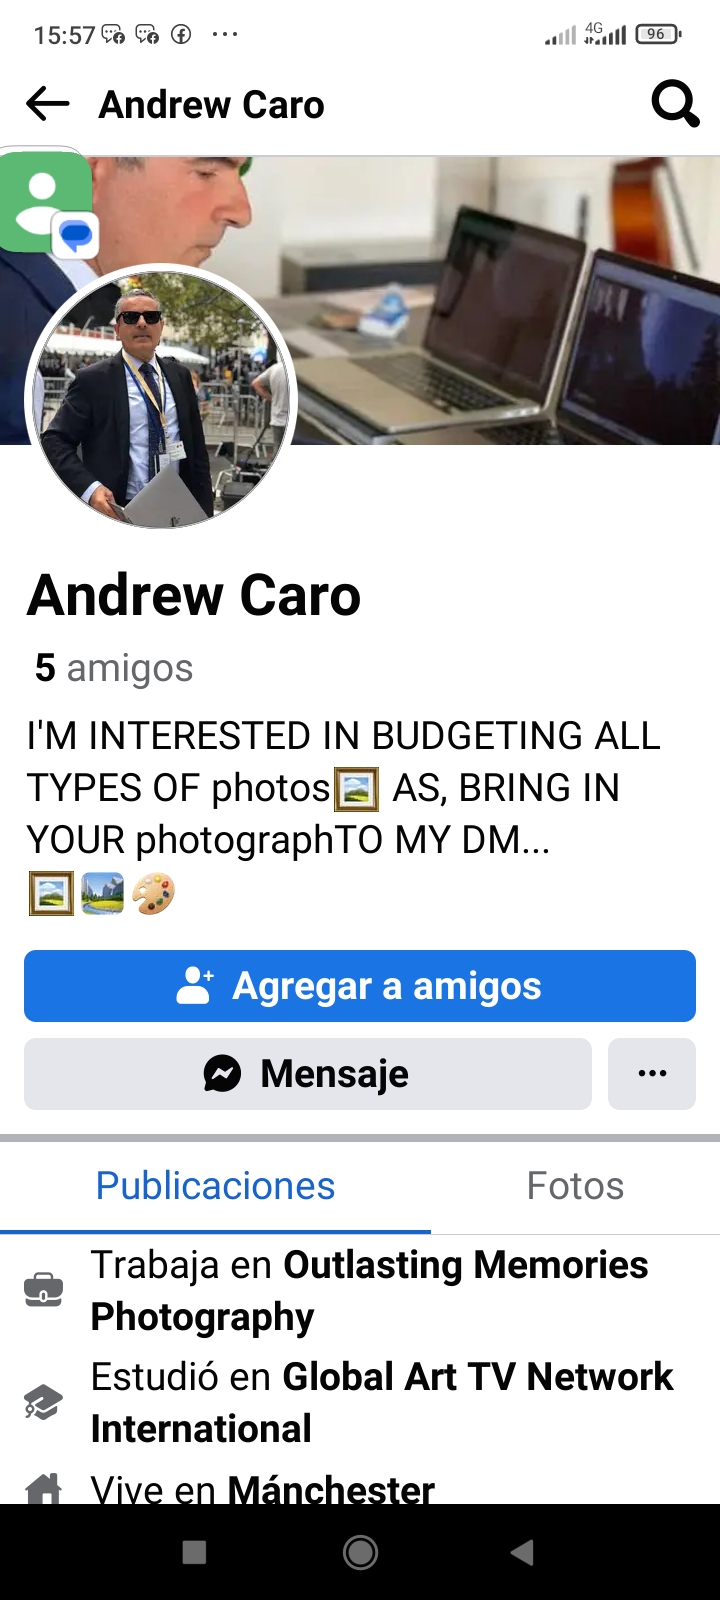 15:57
4G
96
Andrew Caro
Andrew Caro
5 amigos
I'M INTERESTED IN BUDGETING ALL
TYPES OF photos🖼️ AS, BRING IN
YOUR photographTO MY DM...
🖼️🏞️🎨
Agregar a amigos
Mensaje
Publicaciones
Fotos
Trabaja en Outlasting Memories
Photography
Estudió en Global Art TV Network
International
Vive en Mánchester